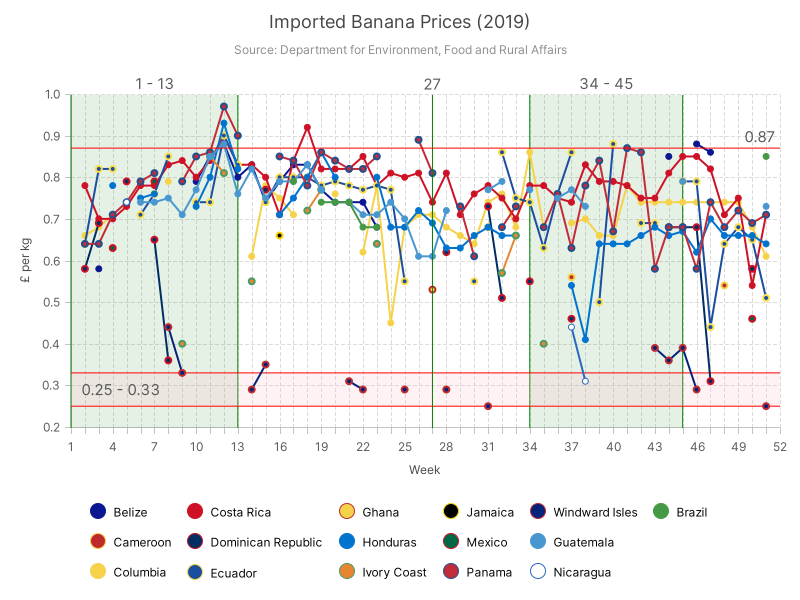 Imported Banana Prices (2019)
Source: Department for Environment, Food and Rural Affairs
1 - 13 27 34 - 45
1.0
0.9
0.87
0.8
0.7
£ per kg
0.6
0.5
0.4
0.3
0.25 - 0.33
0.2
1 4 7 10 13 16 19 22 25 28 31 34 37 40 43 46 49 52
Week
Belize Costa Rica Ghana Jamaica Windward Isles Brazil
Cameroon Dominican Republic Honduras Mexico Guatemala
Columbia Ecuador Ivory Coast Panama Nicaragua